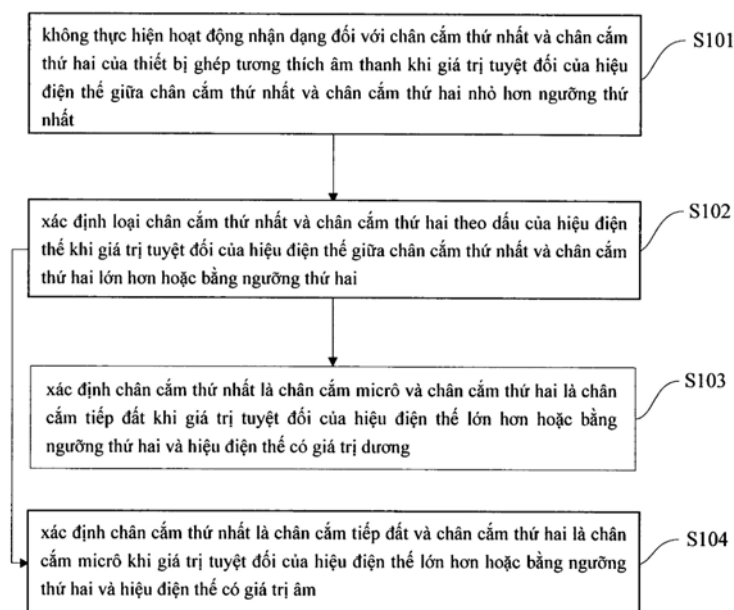 không thực hiện hoạt động nhận dạng đối với chân cắm thứ nhất và chân cắm
thứ hai của thiết bị ghép tương thích âm thanh khi giá trị tuyệt đối của hiệu
điện thế giữa chân cắm thứ nhất và chân cắm thứ hai nhỏ hơn ngưỡng thứ
nhất
S101
xác định loại chân cắm thứ nhất và chân cắm thứ hai theo dấu của hiệu điện
thế khi giá trị tuyệt đối của hiệu điện thế giữa chân cắm thứ nhất và chân cắm
thứ hai lớn hơn hoặc bằng ngưỡng thứ hai
S102
xác định chân cắm thứ nhất là chân cắm micrô và chân cắm thứ hai là chân
cắm tiếp đất khi giá trị tuyệt đối của hiệu điện thế lớn hơn hoặc bằng
ngưỡng thứ hai và hiệu điện thế có giá trị dương
S103
xác định chân cắm thứ nhất là chân cắm tiếp đất và chân cắm thứ hai là chân
cắm micrô khi giá trị tuyệt đối của hiệu điện thế lớn hơn hoặc bằng ngưỡng
thứ hai và hiệu điện thế có giá trị âm
S104